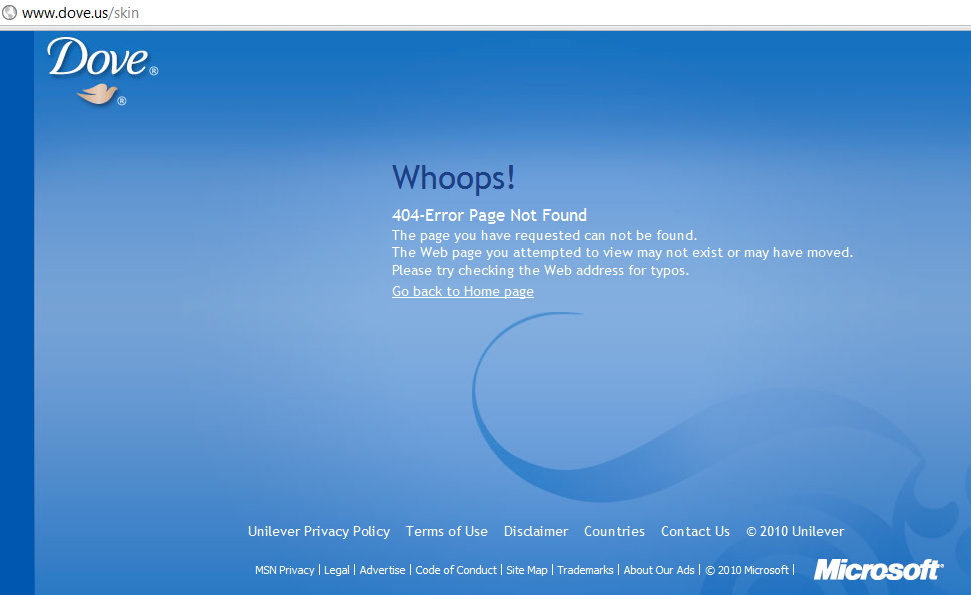 www.dove.us/skin
Dove®
®
Whoops!
404-Error Page Not Found
The page you have requested can not be found.
The Web page you attempted to view may not exist or may have moved.
Please try checking the Web address for typos.
Go back to Home page
Unilever Privacy Policy Terms of Use Disclaimer Countries Contact Us © 2010 Unilever
MSN Privacy | Legal | Advertise | Code of Conduct | Site Map | Trademarks | About Our Ads | © 2010 Microsoft |
Microsoft®